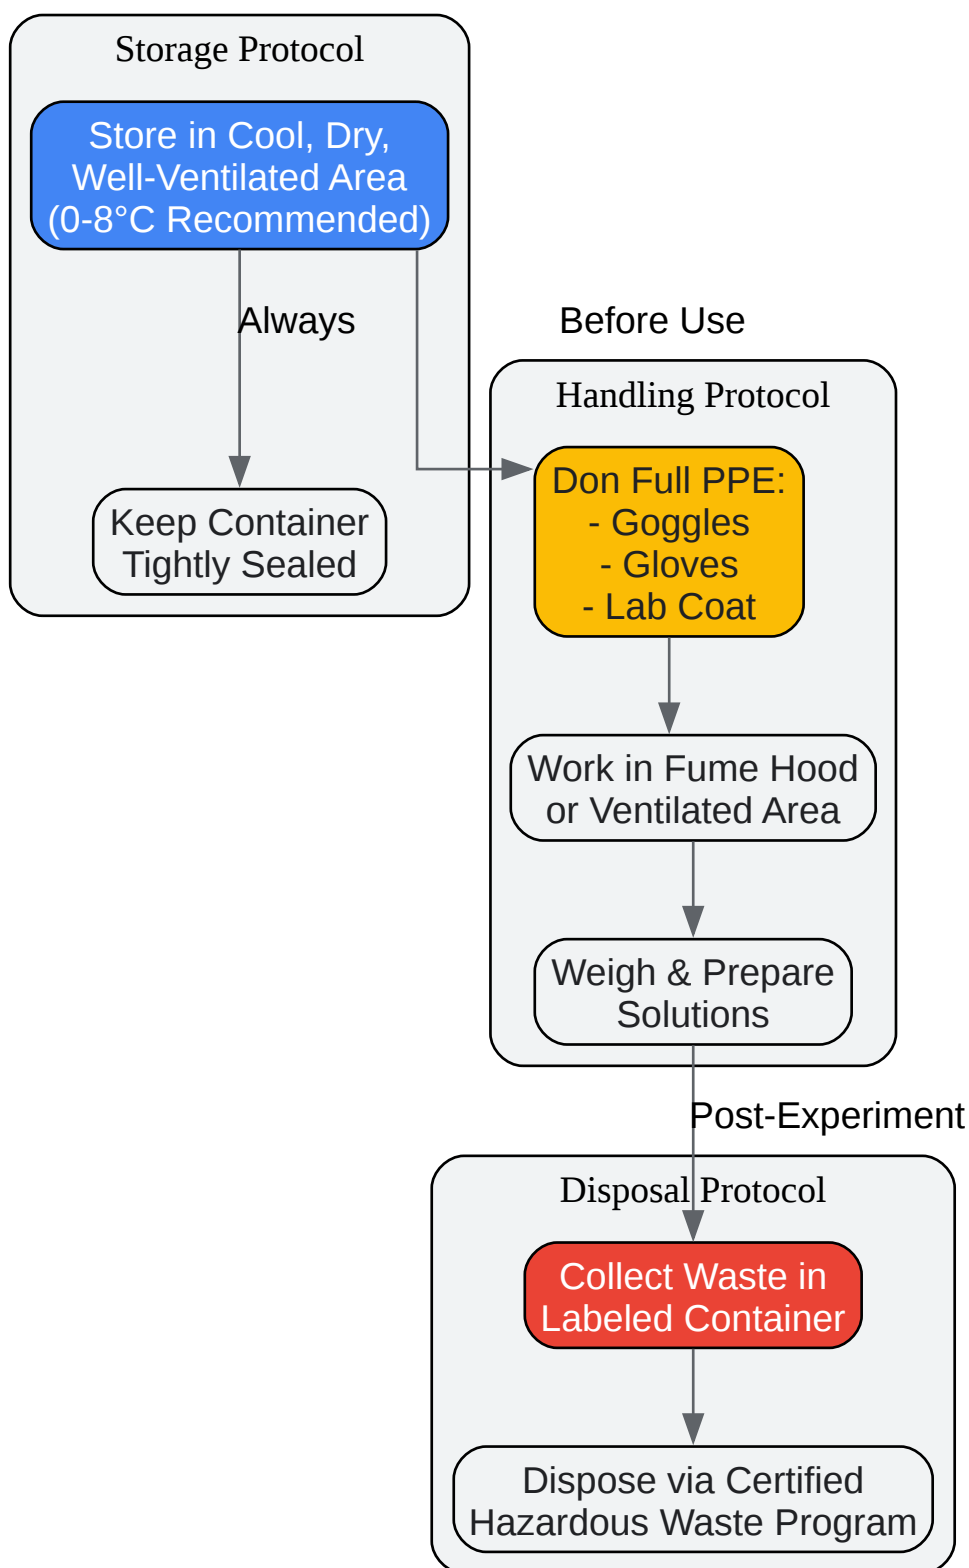 Storage Protocol
Store in Cool, Dry,
Well-Ventilated Area
(0-8°C Recommended)
Always
Before Use
Keep Container
Tightly Sealed
Handling Protocol
Don Full PPE:
- Goggles
- Gloves
- Lab Coat
Work in Fume Hood
or Ventilated Area
Weigh & Prepare
Solutions
Post-Experiment
Disposal Protocol
Collect Waste in
Labeled Container
Dispose via Certified
Hazardous Waste Program